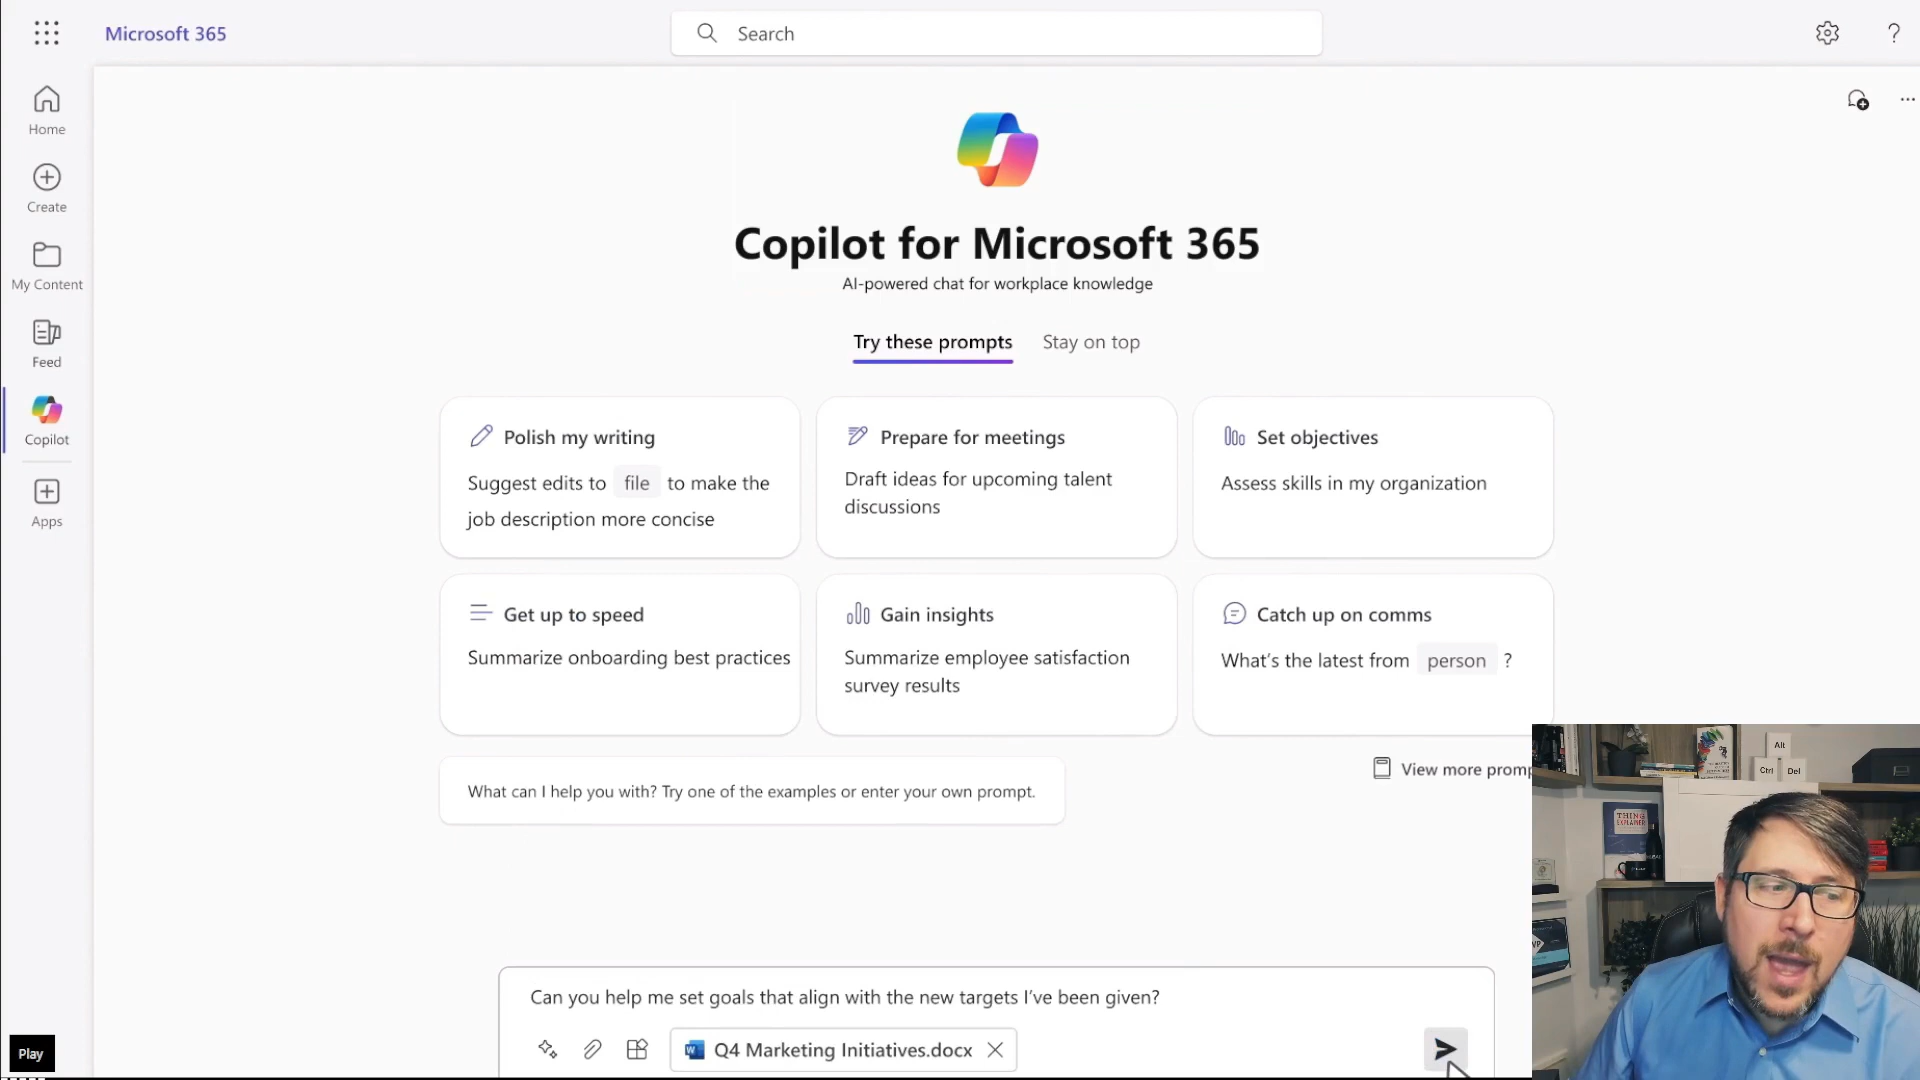 Microsoft 365
Search
?
Home
Create
My Content
Feed
Copilot
Apps
Copilot for Microsoft 365
AI-powered chat for workplace knowledge
Try these prompts
Stay on top
Polish my writing
Suggest edits to file to make the
job description more concise
Prepare for meetings
Draft ideas for upcoming talent
discussions
Set objectives
Assess skills in my organization
Get up to speed
Summarize onboarding best practices
Gain insights
Summarize employee satisfaction
survey results
Catch up on comms
What's the latest from person ?
View more
What can I help you with? Try one of the examples or enter your own prompt.
Alt
Ctrl
Del
THING
EXPLAINER
Can you help me set goals that align with the new targets I've been given?
Q4 Marketing Initiatives.docx
Play